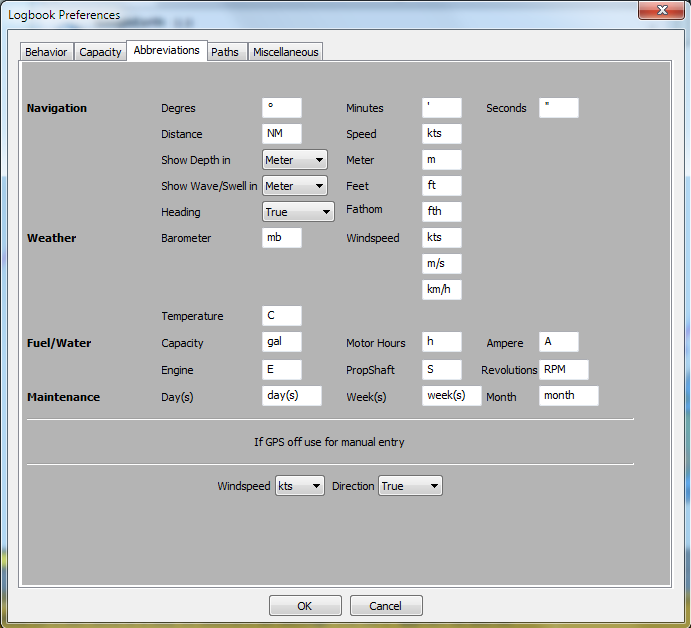 Logbook Preferences
Behavior Capacity Abbreviations Paths Miscellaneous
Navigation Degres ° Minutes ' Seconds "
Distance NM Speed kts
Show Depth in Meter Meter m
Show Wave/Swell in Meter Feet ft
Heading True Fathom fth
Weather Barometer mb Windspeed kts
m/s
km/h
Temperature C
Fuel/Water Capacity gal Motor Hours h Ampere A
Engine E PropShaft S Revolutions RPM
Maintenance Day(s) day(s) Week(s) week(s) Month month
If GPS off use for manual entry
Windspeed kts Direction True
OK Cancel